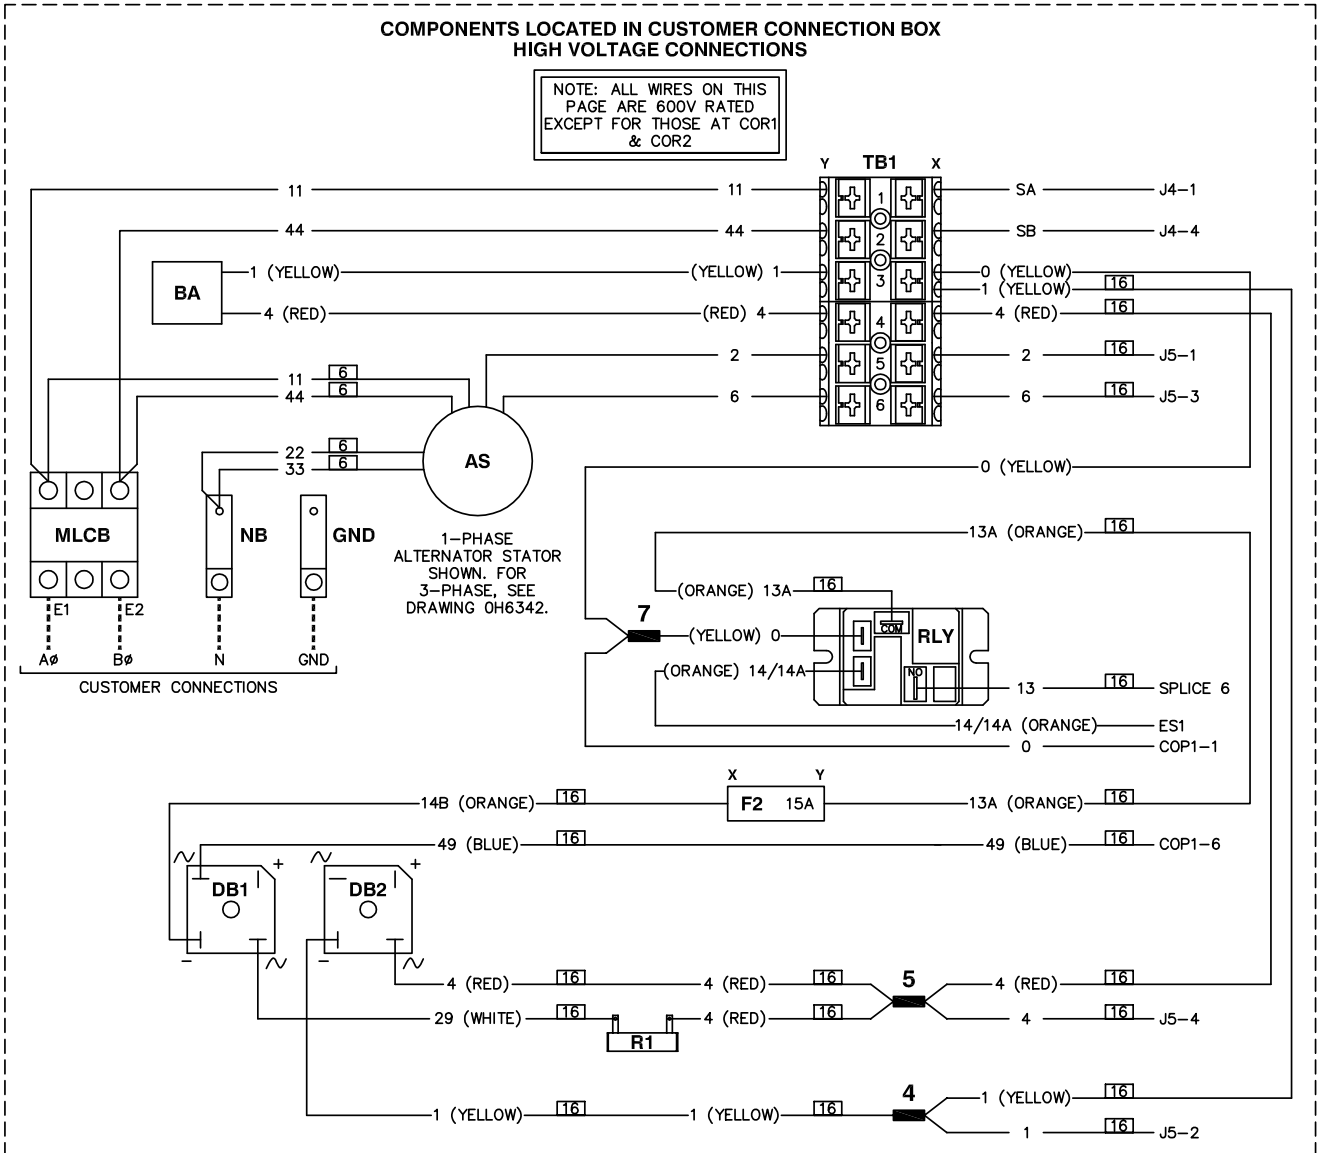 COMPONENTS LOCATED IN CUSTOMER CONNECTION BOX
HIGH VOLTAGE CONNECTIONS
NOTE: ALL WIRES ON THIS
PAGE ARE 600V RATED
EXCEPT FOR THOSE AT COR1
& COR2
Y TB1 X
11 11 1 SA J4-1
44 44 2 SB J4-4
BA
1 (YELLOW) (YELLOW) 1 3 0 (YELLOW)
1 (YELLOW) 16
4 (RED) (RED) 4 4 4 (RED) 16
2 5 2 16 J5-1
11 6
44 6 6 6 6 16 J5-3
22 6
33 6
AS
0 (YELLOW)
MLCB NB GND
1-PHASE
ALTERNATOR STATOR
SHOWN. FOR
3-PHASE, SEE
DRAWING 0H6342.
13A (ORANGE) 16
(ORANGE) 13A 16
E1 E2
7
(YELLOW) 0
COM RLY
AØ BØ N GND
CUSTOMER CONNECTIONS
(ORANGE) 14/14A
NO
13 16 SPLICE 6
14/14A (ORANGE) ES1
0 COP1-1
X Y
14B (ORANGE) 16 F2 15A 13A (ORANGE) 16
49 (BLUE) 16 49 (BLUE) 16 COP1-6
∼ + ∼ +
DB1 DB2
- ∼ - ∼
4 (RED) 16 4 (RED) 16 5 4 (RED) 16
29 (WHITE) 16 4 (RED) 16 4 16 J5-4
R1
1 (YELLOW) 16
1 (YELLOW) 16 1 (YELLOW) 16 4
1 16 J5-2